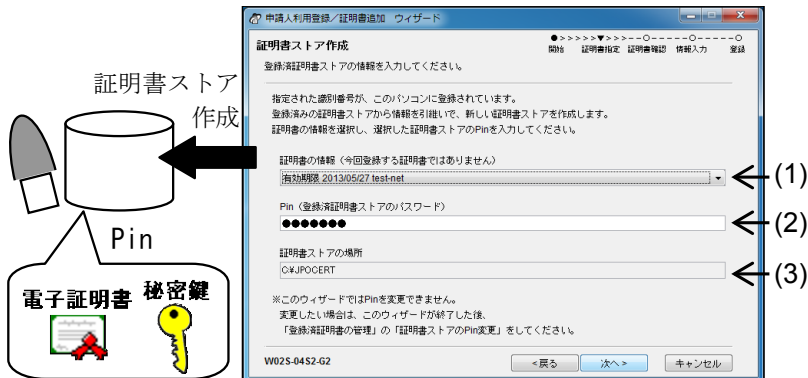 申請人利用登録／証明書追加 ウィザード
証明書ストア作成
●>>>>>▼>>>--○-----○-----○
開始 証明書指定 証明書確認 情報入力 登録
登録済証明書ストアの情報を入力してください。
証明書ストア
作成
指定された識別番号が、このパソコンに登録されています。
登録済みの証明書ストアから情報を引継いで、新しい証明書ストアを作成します。
証明書の情報を選択し、選択した証明書ストアのPinを入力してください。
証明書の情報（今回登録する証明書ではありません）
有効期限 2013/05/27 test-net
(1)
Pin（登録済証明書ストアのパスワード）
●●●●●●●
(2)
証明書ストアの場所
C:¥JPOCERT
(3)
Pin
電子証明書
秘密鍵
※このウィザードではPinを変更できません。
変更したい場合は、このウィザードが終了した後、
「登録済証明書の管理」の「証明書ストアのPin変更」をしてください。
W02S-04S2-G2
<戻る
次へ>
キャンセル